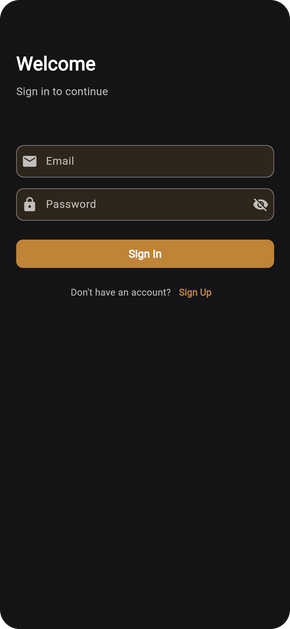 Welcome
Sign in to continue
Email
Password
Sign In
Don't have an account? Sign Up